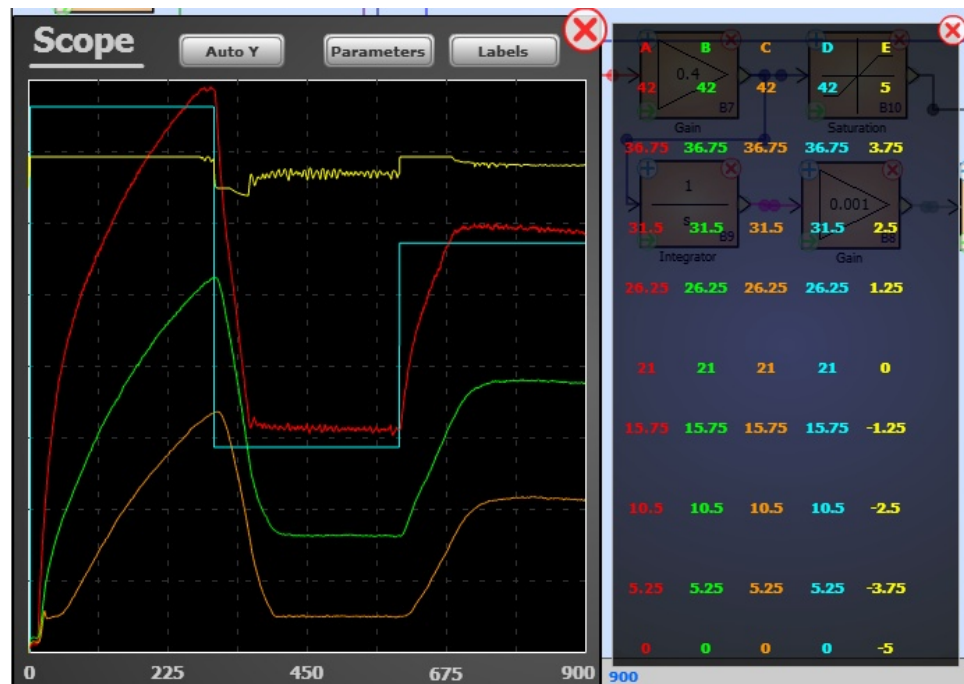 Scope
Auto Y
Parameters
Labels
A B C D E
0.4
42 42 42 42 5
B7 B10
Gain Saturation
36.75 36.75 36.75 36.75 3.75
1
0.001
s
31.5 31.5 31.5 31.5 2.5
B9 B8
Integrator Gain
26.25 26.25 26.25 26.25 1.25
21 21 21 21 0
15.75 15.75 15.75 15.75 -1.25
10.5 10.5 10.5 10.5 -2.5
5.25 5.25 5.25 5.25 -3.75
0 0 0 0 -5
0 225 450 675 900
900